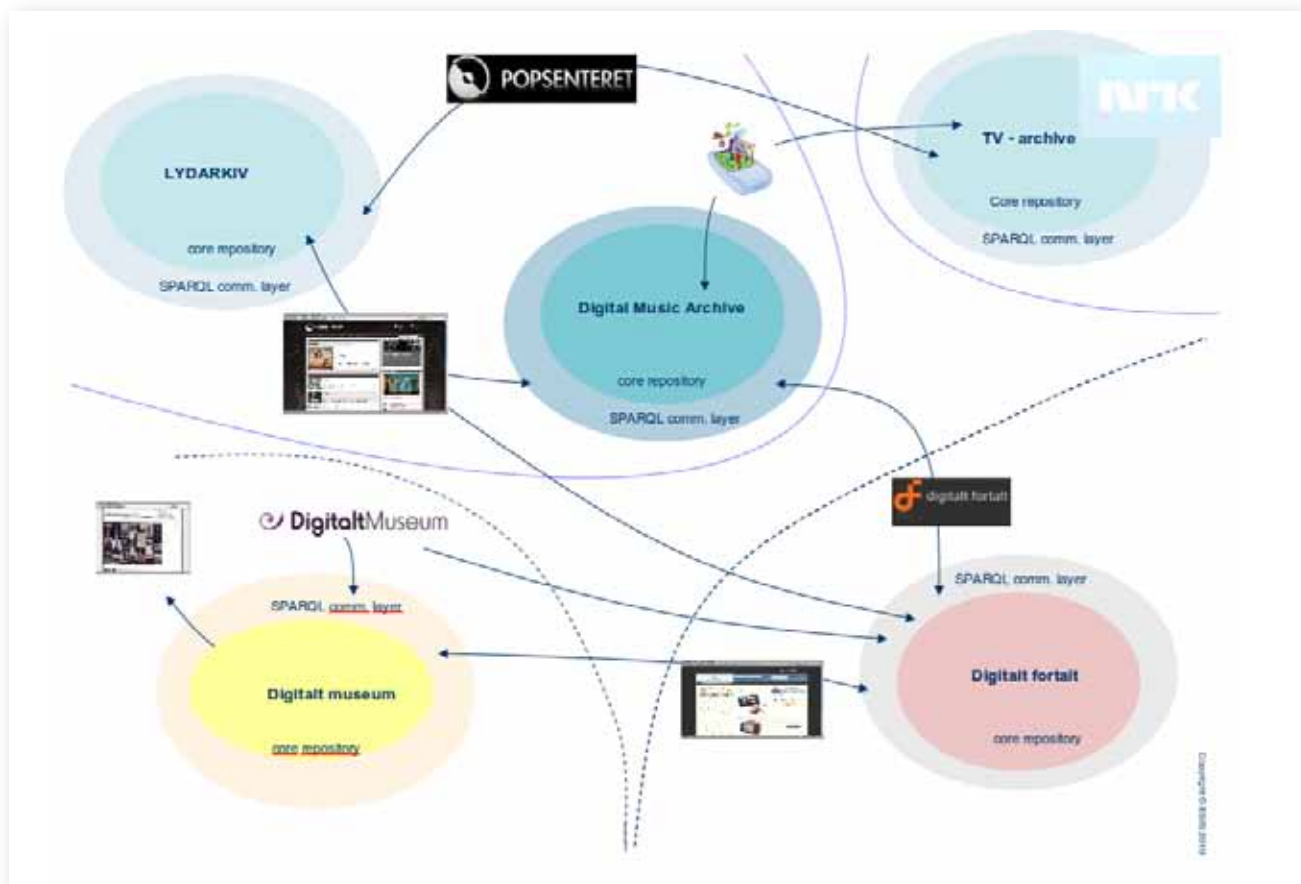 POPSENTERET
NRK
LYDARKIV
core repository
SPARQL comm. layer
TV - archive
Core repository
SPARQL comm. layer
Digital Music Archive
core repository
SPARQL comm. layer
DigitaltMuseum
digitalt fortalt
SPARQL comm. layer
Digitalt museum
core repository
SPARQL comm. layer
Digitalt fortalt
core repository